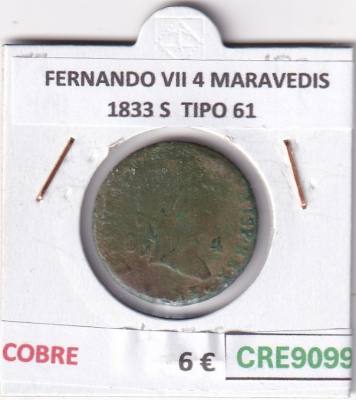 FERNANDO VII 4 MARAVEDIS
1833 S TIPO 61
COBRE
6 €
CRE9099